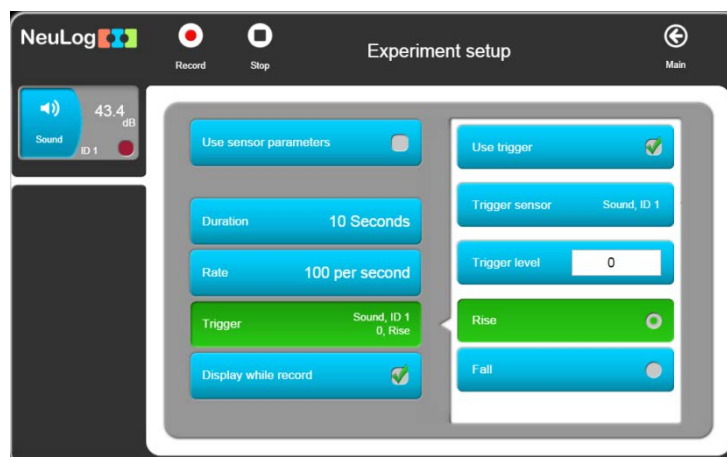 NeuLog
Record
Stop
Experiment setup
Main
43.4
dB
Sound
ID 1
Use sensor parameters
Duration 10 Seconds
Rate 100 per second
Trigger Sound, ID 1
0, Rise
Display while record
Use trigger
Trigger sensor Sound, ID 1
Trigger level 0
Rise
Fall